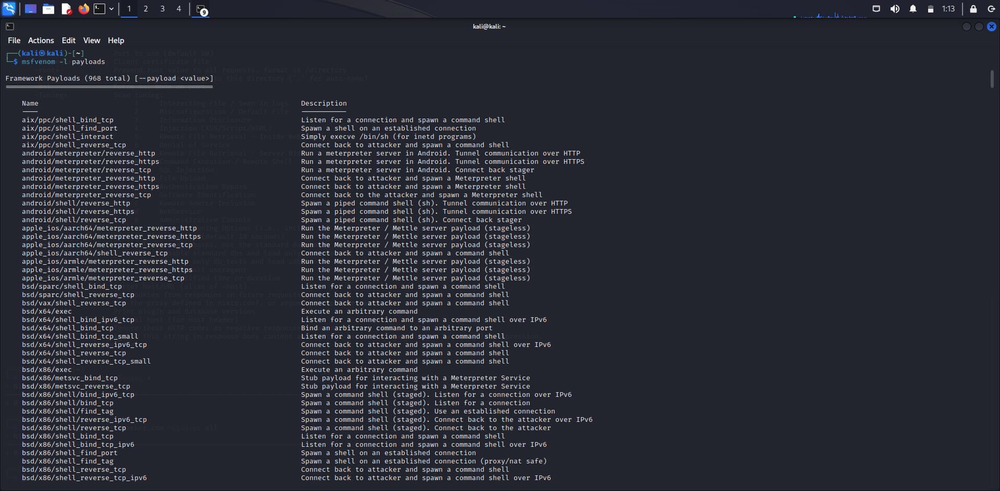 1 2 3 4 9 1:13
kali@kali: ~
File Actions Edit View Help
┌──(kali㉿kali)-[~]
└─$ msfvenom -l payloads
Framework Payloads (968 total) [--payload <value>]
Name Description
aix/ppc/shell_bind_tcp Listen for a connection and spawn a command shell
aix/ppc/shell_find_port Spawn a shell on an established connection
aix/ppc/shell_interact Simply execve /bin/sh (for inetd programs)
aix/ppc/shell_reverse_tcp Connect back to attacker and spawn a command shell
android/meterpreter/reverse_http Run a meterpreter server in Android. Tunnel communication over HTTP
android/meterpreter/reverse_https Run a meterpreter server in Android. Tunnel communication over HTTPS
android/meterpreter/reverse_tcp Run a meterpreter server in Android. Connect back stager
android/meterpreter_reverse_http Connect back to attacker and spawn a Meterpreter shell
android/meterpreter_reverse_https Connect back to attacker and spawn a Meterpreter shell
android/meterpreter_reverse_tcp Connect back to the attacker and spawn a Meterpreter shell
android/shell/reverse_http Spawn a piped command shell (sh). Tunnel communication over HTTP
android/shell/reverse_https Spawn a piped command shell (sh). Tunnel communication over HTTPS
android/shell/reverse_tcp Spawn a piped command shell (sh). Connect back stager
apple_ios/aarch64/meterpreter_reverse_http Run the Meterpreter / Mettle server payload (stageless)
apple_ios/aarch64/meterpreter_reverse_https Run the Meterpreter / Mettle server payload (stageless)
apple_ios/aarch64/meterpreter_reverse_tcp Run the Meterpreter / Mettle server payload (stageless)
apple_ios/aarch64/shell_reverse_tcp Connect back to attacker and spawn a command shell
apple_ios/armle/meterpreter_reverse_http Run the Meterpreter / Mettle server payload (stageless)
apple_ios/armle/meterpreter_reverse_https Run the Meterpreter / Mettle server payload (stageless)
apple_ios/armle/meterpreter_reverse_tcp Run the Meterpreter / Mettle server payload (stageless)
bsd/sparc/shell_bind_tcp Listen for a connection and spawn a command shell
bsd/sparc/shell_reverse_tcp Connect back to attacker and spawn a command shell
bsd/vax/shell_reverse_tcp Connect back to attacker and spawn a command shell
bsd/x64/exec Execute an arbitrary command
bsd/x64/shell_bind_ipv6_tcp Listen for a connection and spawn a command shell over IPv6
bsd/x64/shell_bind_tcp Bind an arbitrary command to an arbitrary port
bsd/x64/shell_bind_tcp_small Listen for a connection and spawn a command shell
bsd/x64/shell_reverse_ipv6_tcp Connect back to attacker and spawn a command shell over IPv6
bsd/x64/shell_reverse_tcp Connect back to attacker and spawn a command shell
bsd/x64/shell_reverse_tcp_small Connect back to attacker and spawn a command shell
bsd/x86/exec Execute an arbitrary command
bsd/x86/metsvc_bind_tcp Stub payload for interacting with a Meterpreter Service
bsd/x86/metsvc_reverse_tcp Stub payload for interacting with a Meterpreter Service
bsd/x86/shell/bind_ipv6_tcp Spawn a command shell (staged). Listen for a connection over IPv6
bsd/x86/shell/bind_tcp Spawn a command shell (staged). Listen for a connection
bsd/x86/shell/find_tag Spawn a command shell (staged). Use an established connection
bsd/x86/shell/reverse_ipv6_tcp Spawn a command shell (staged). Connect back to the attacker over IPv6
bsd/x86/shell/reverse_tcp Spawn a command shell (staged). Connect back to the attacker
bsd/x86/shell_bind_tcp Listen for a connection and spawn a command shell
bsd/x86/shell_bind_tcp_ipv6 Listen for a connection and spawn a command shell over IPv6
bsd/x86/shell_find_port Spawn a shell on an established connection
bsd/x86/shell_find_tag Spawn a shell on an established connection (proxy/nat safe)
bsd/x86/shell_reverse_tcp Connect back to attacker and spawn a command shell
bsd/x86/shell_reverse_tcp_ipv6 Connect back to attacker and spawn a command shell over IPv6